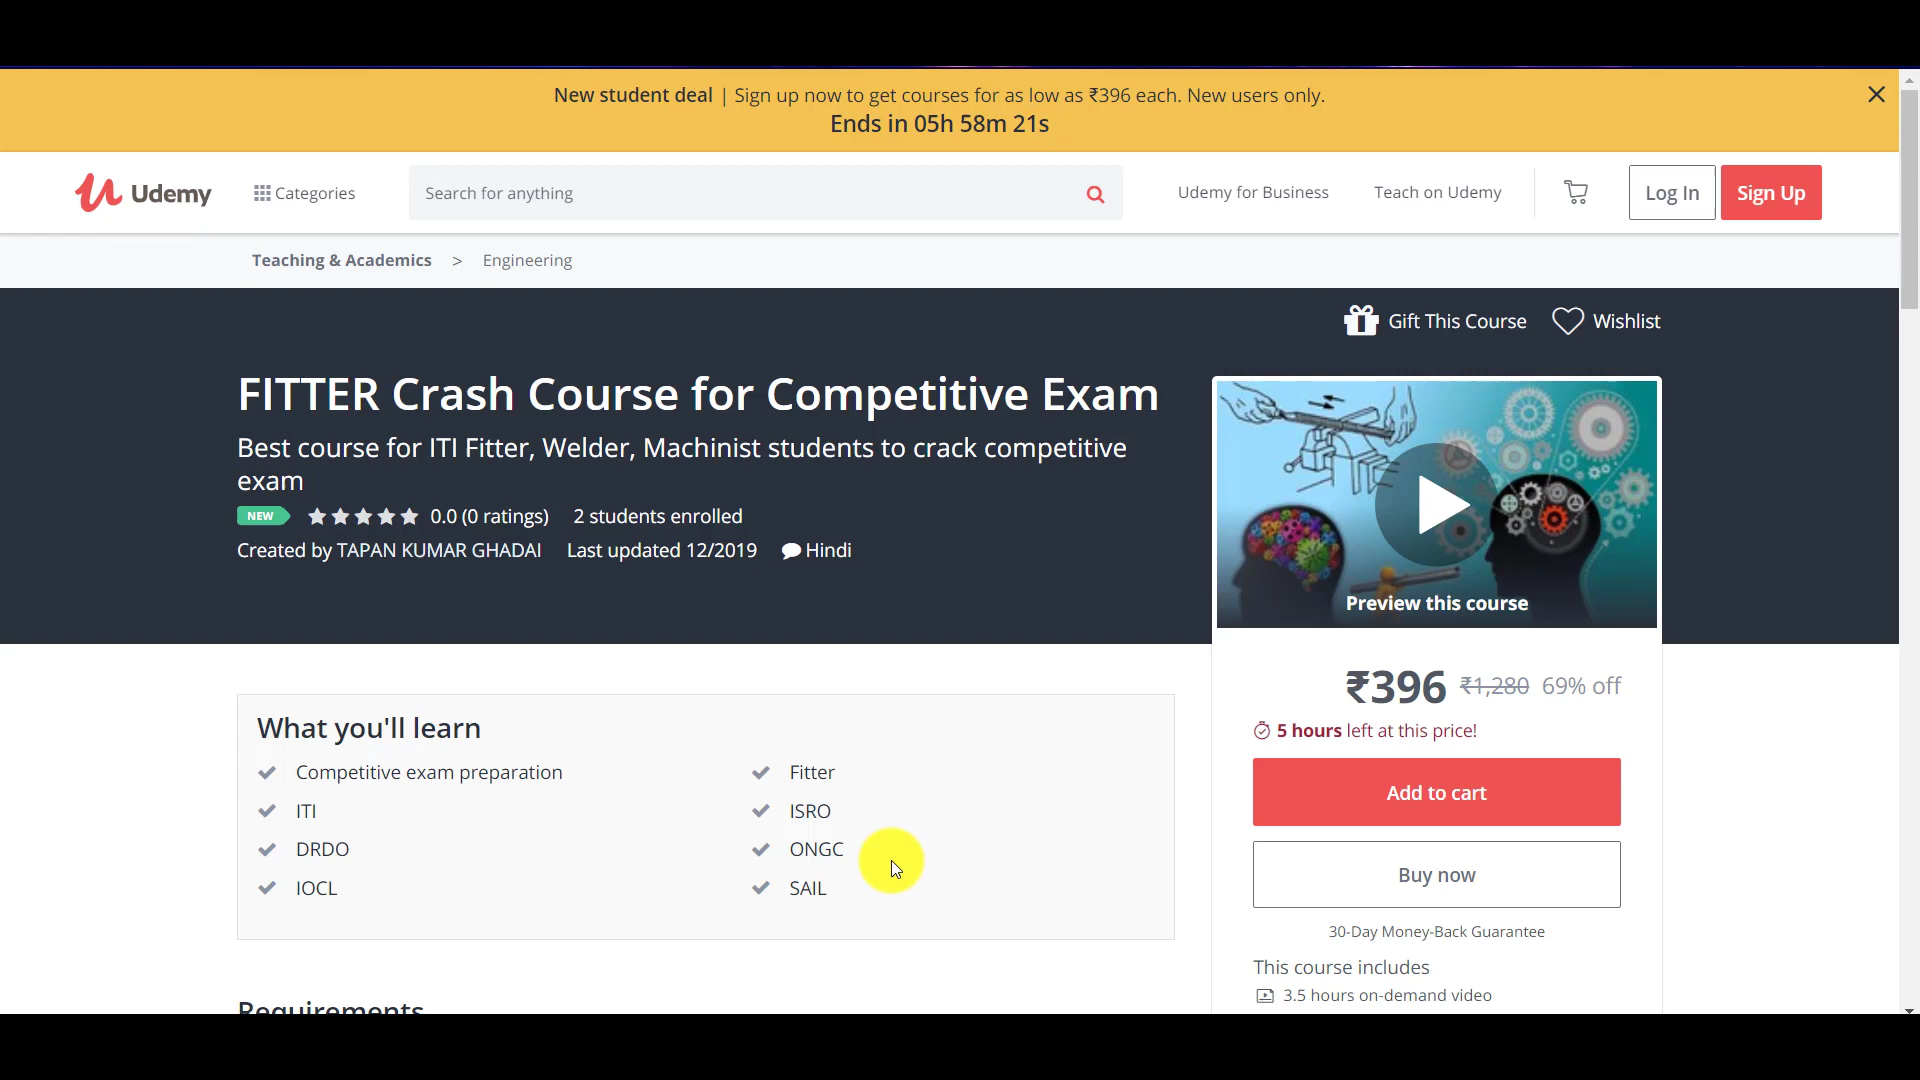 New student deal | Sign up now to get courses for as low as ₹396 each. New users only.
Ends in 05h 58m 21s
Udemy
Categories
Search for anything
Udemy for Business
Teach on Udemy
Log In
Sign Up
Teaching & Academics > Engineering
Gift This Course
Wishlist
FITTER Crash Course for Competitive Exam
Best course for ITI Fitter, Welder, Machinist students to crack competitive
exam
NEW 0.0 (0 ratings) 2 students enrolled
Created by TAPAN KUMAR GHADAI Last updated 12/2019 Hindi
Preview this course
₹396 ₹1,280 69% off
5 hours left at this price!
Add to cart
Buy now
30-Day Money-Back Guarantee
This course includes
3.5 hours on-demand video
What you'll learn
Competitive exam preparation
Fitter
ITI
ISRO
DRDO
ONGC
IOCL
SAIL
Requirements